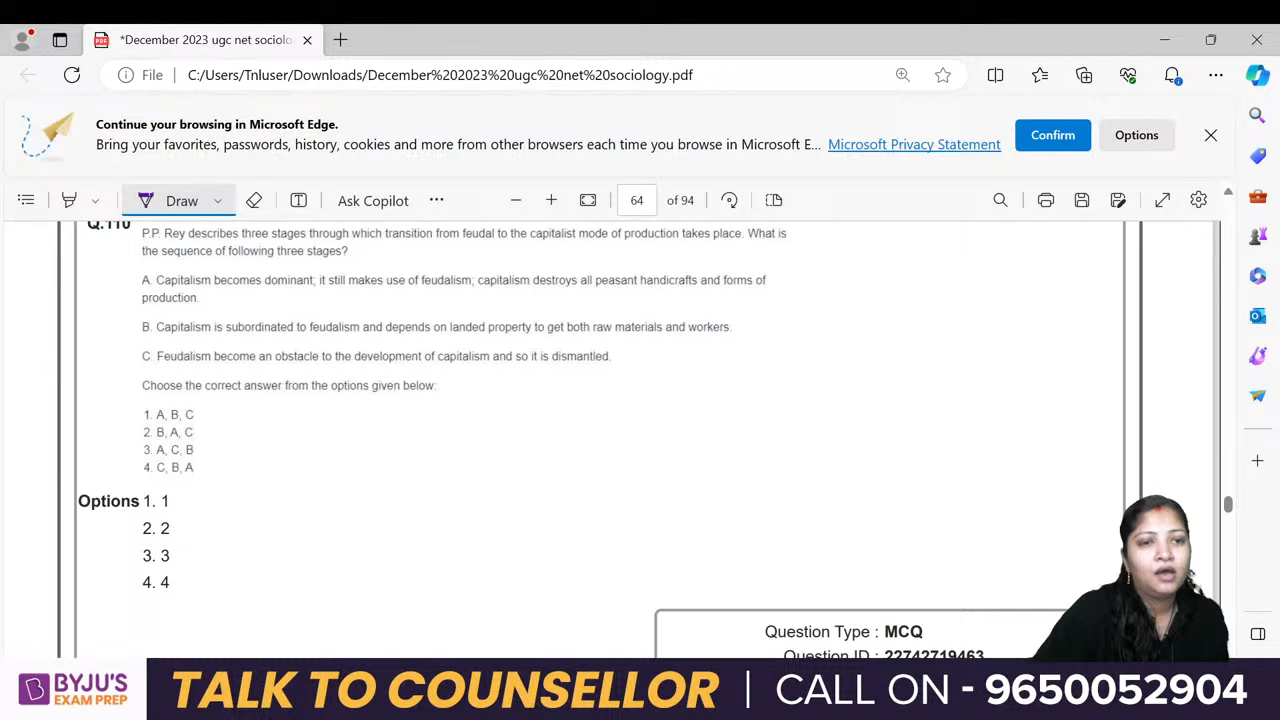 *December 2023 ugc net sociolo
File
C:/Users/Tnluser/Downloads/December%202023%20ugc%20net%20sociology.pdf
Continue your browsing in Microsoft Edge.
Bring your favorites, passwords, history, cookies and more from other browsers each time you browse in Microsoft E...
Microsoft Privacy Statement
Confirm
Options
Draw
Ask Copilot
64
of 94
Q.110
P.P. Rey describes three stages through which transition from feudal to the capitalist mode of production takes place. What is
the sequence of following three stages?
A. Capitalism becomes dominant; it still makes use of feudalism; capitalism destroys all peasant handicrafts and forms of
production.
B. Capitalism is subordinated to feudalism and depends on landed property to get both raw materials and workers.
C. Feudalism become an obstacle to the development of capitalism and so it is dismantled.
Choose the correct answer from the options given below:
1. A, B, C
2. B, A, C
3. A, C, B
4. C, B, A
Options 1. 1
2. 2
3. 3
4. 4
Question Type : MCQ
Question ID : 22742719463
BYJU'S
EXAM PREP
TALK TO COUNSELLOR | CALL ON - 9650052904